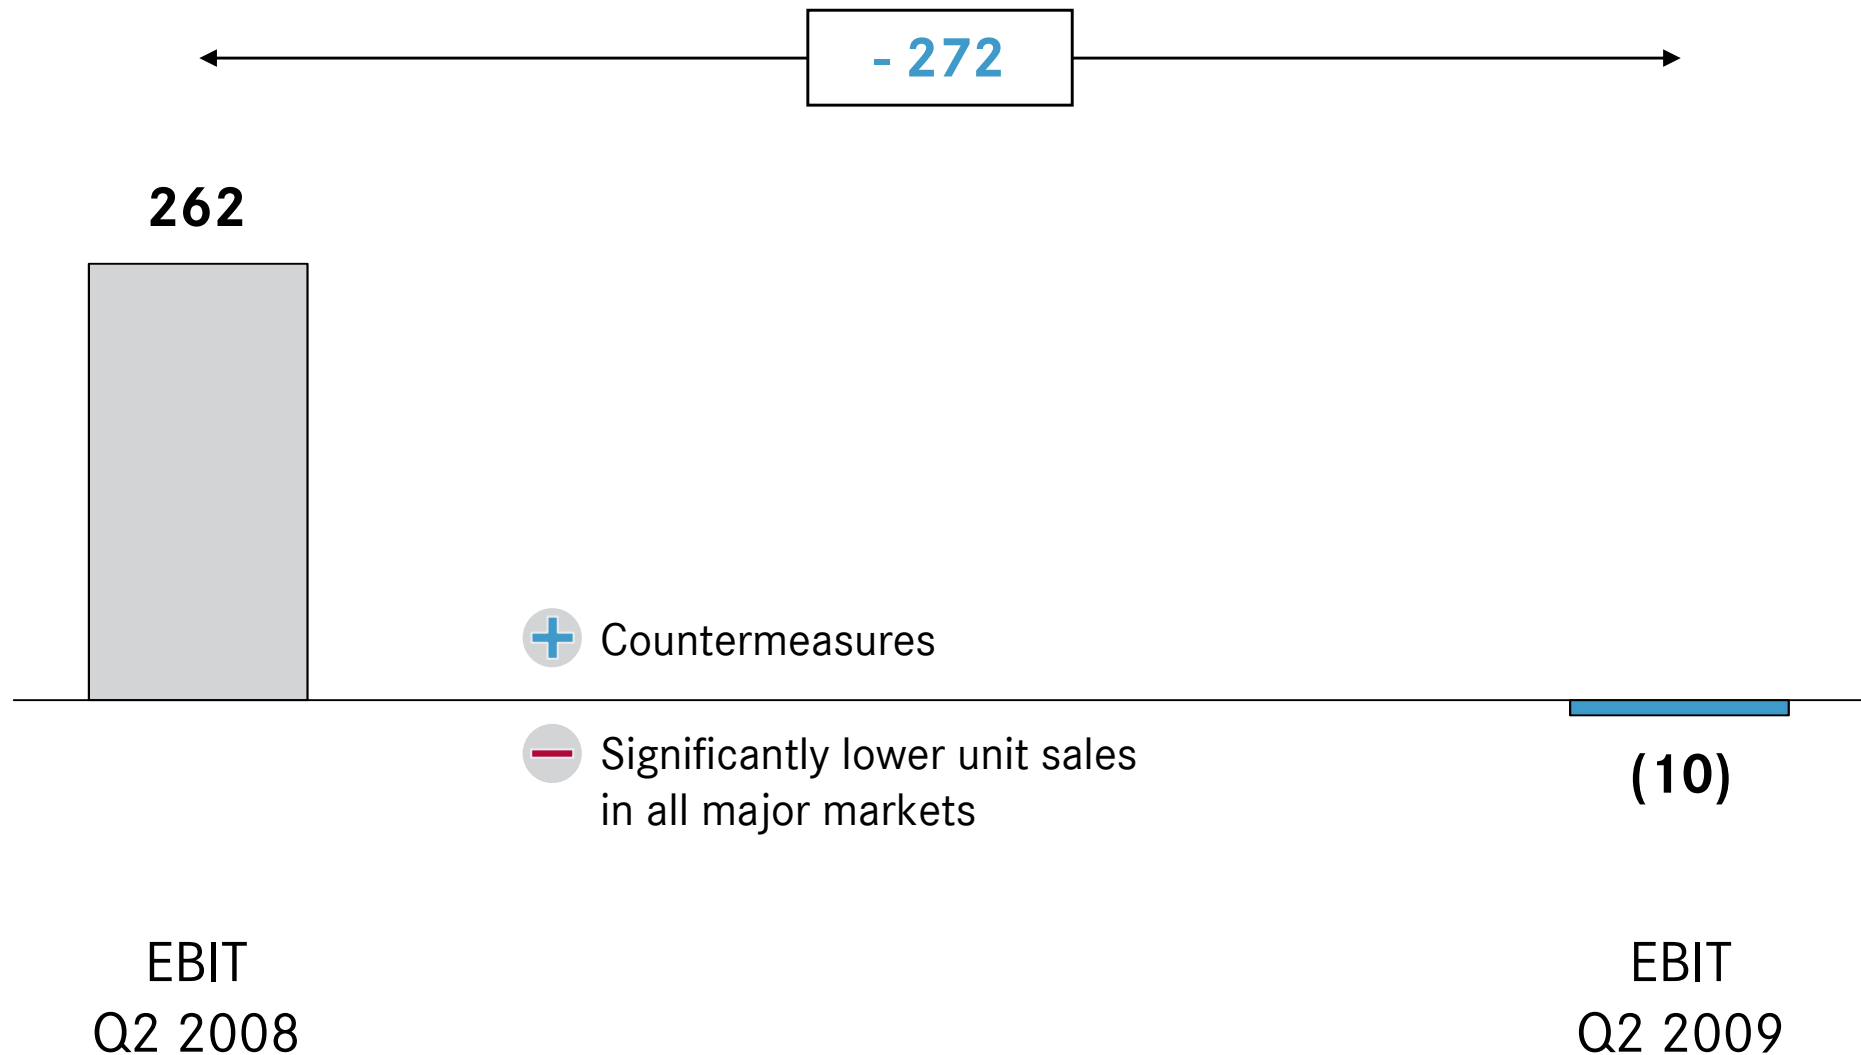 - 272
262
Countermeasures
Significantly lower unit sales
in all major markets
(10)
EBIT
Q2 2008
EBIT
Q2 2009